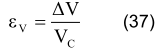 ε_V = ΔV / V_C (37)